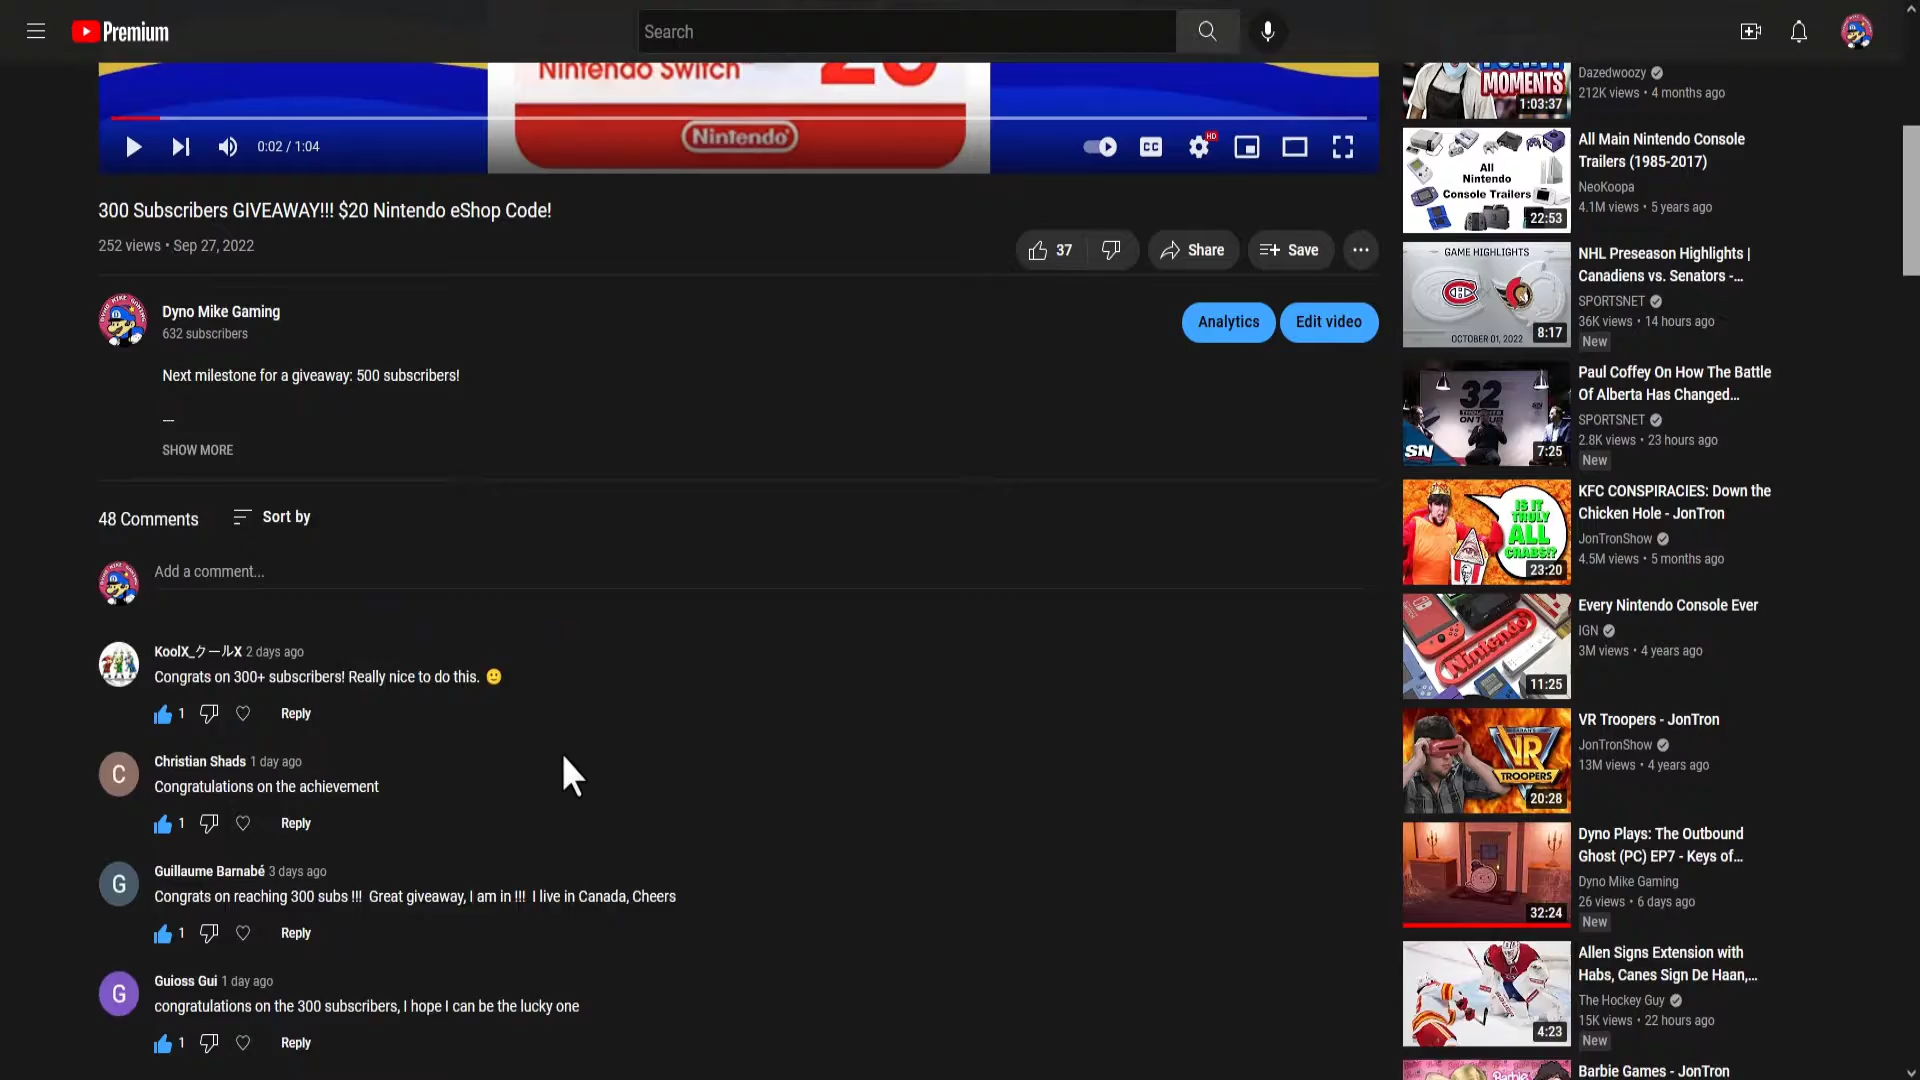 Premium
Search
Nintendo Switch
20
Nintendo
0:02 / 1:04
CC
HD
300 Subscribers GIVEAWAY!!! $20 Nintendo eShop Code!
252 views • Sep 27, 2022
37
Share
Save
Dyno Mike Gaming
632 subscribers
Analytics
Edit video
Next milestone for a giveaway: 500 subscribers!
---
SHOW MORE
48 Comments
Sort by
Add a comment...
KoolX_クールX 2 days ago
Congrats on 300+ subscribers! Really nice to do this. 🙂
1
Reply
Christian Shads 1 day ago
Congratulations on the achievement
1
Reply
Guillaume Barnabé 3 days ago
Congrats on reaching 300 subs !!!  Great giveaway, I am in !!!  I live in Canada, Cheers
1
Reply
Guioss Gui 1 day ago
congratulations on the 300 subscribers, I hope I can be the lucky one
1
Reply
MOMENTS
1:03:37
Dazedwoozy
212K views • 4 months ago
All
Nintendo
Console Trailers
22:53
All Main Nintendo Console
Trailers (1985-2017)
NeoKoopa
4.1M views • 5 years ago
GAME HIGHLIGHTS
OCTOBER 01, 2022
8:17
NHL Preseason Highlights |
Canadiens vs. Senators -...
SPORTSNET
36K views • 14 hours ago
New
32
THOUGHTS
SN
7:25
Paul Coffey On How The Battle
Of Alberta Has Changed...
SPORTSNET
2.8K views • 23 hours ago
New
IS IT
TRULY
ALL
CRABS!?
KFC
23:20
KFC CONSPIRACIES: Down the
Chicken Hole - JonTron
JonTronShow
4.5M views • 5 months ago
Nintendo
11:25
Every Nintendo Console Ever
IGN
3M views • 4 years ago
VR
TROOPERS
20:28
VR Troopers - JonTron
JonTronShow
13M views • 4 years ago
32:24
Dyno Plays: The Outbound
Ghost (PC) EP7 - Keys of...
Dyno Mike Gaming
26 views • 6 days ago
New
4:23
Allen Signs Extension with
Habs, Canes Sign De Haan,...
The Hockey Guy
15K views • 22 hours ago
New
Barbie Games - JonTron